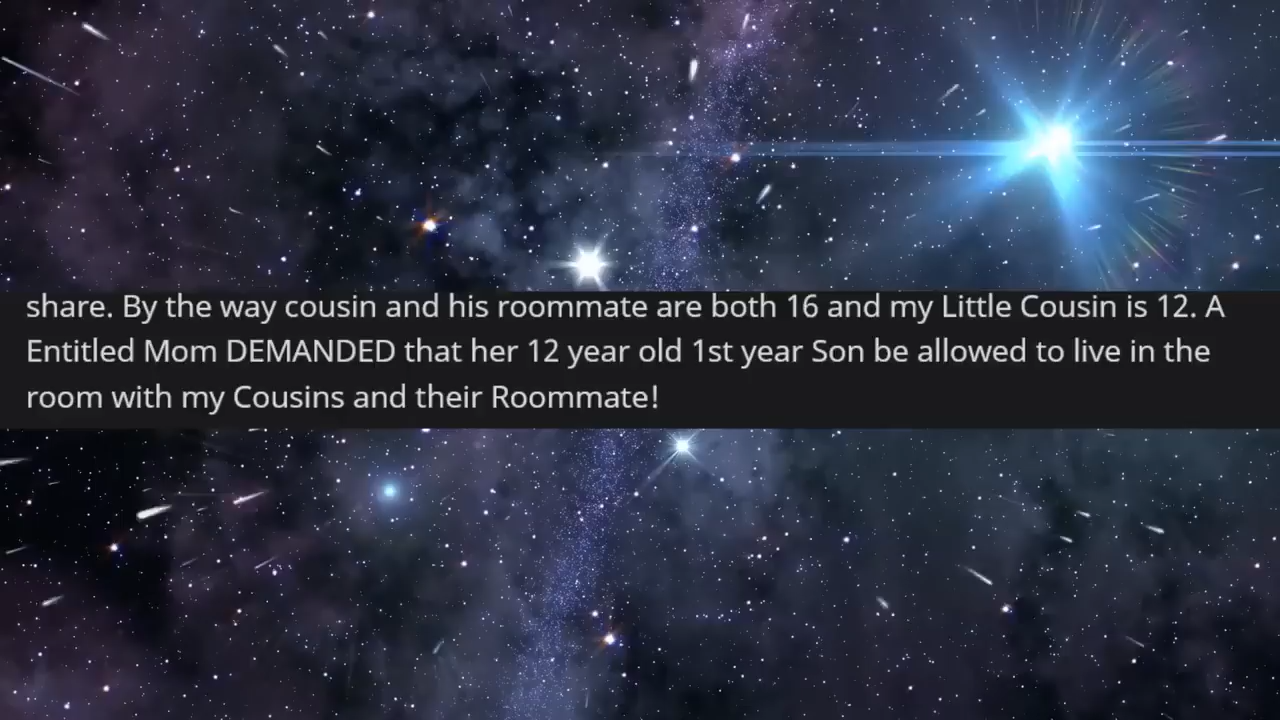 share. By the way cousin and his roommate are both 16 and my Little Cousin is 12. A
Entitled Mom DEMANDED that her 12 year old 1st year Son be allowed to live in the
room with my Cousins and their Roommate!